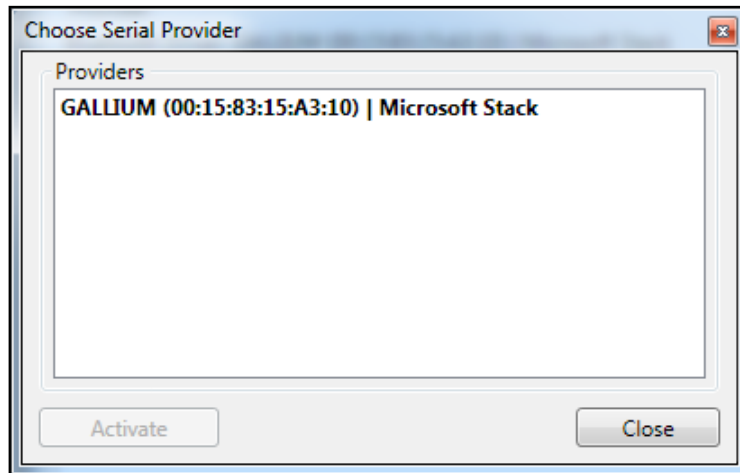 Choose Serial Provider
Providers
GALLIUM (00:15:83:15:A3:10) | Microsoft Stack
Activate
Close